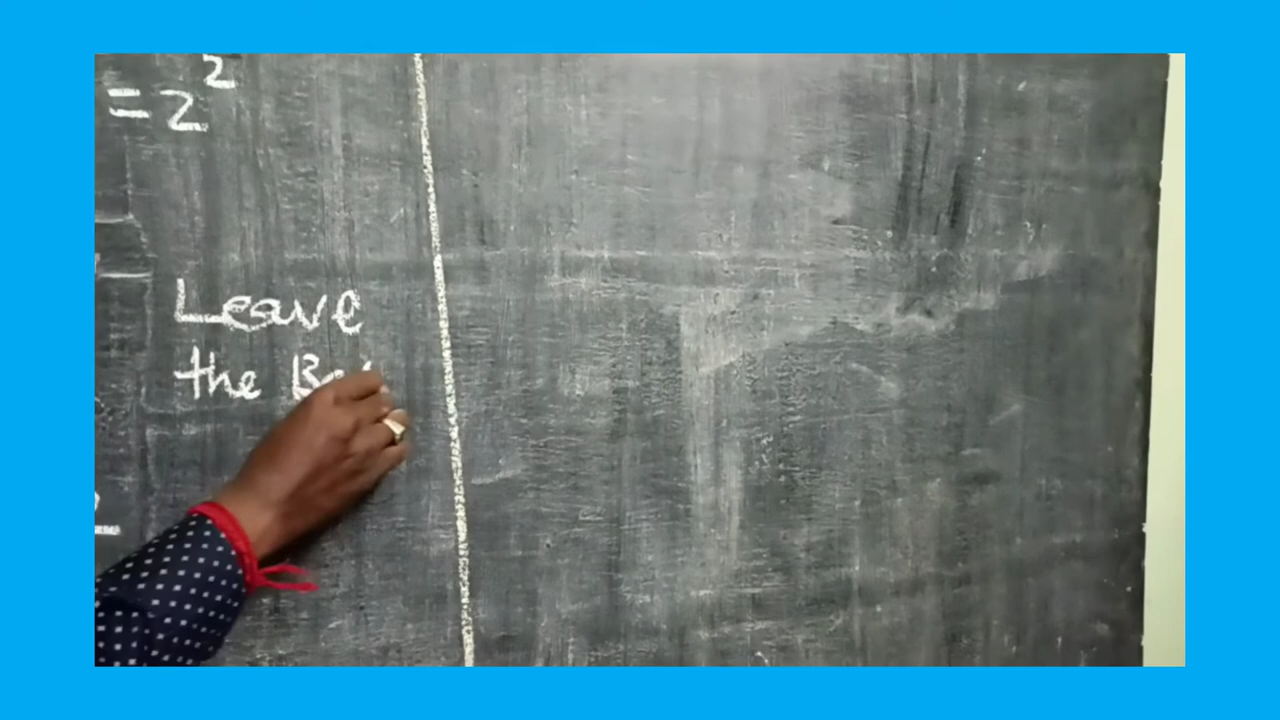 = 2²
Leave
the